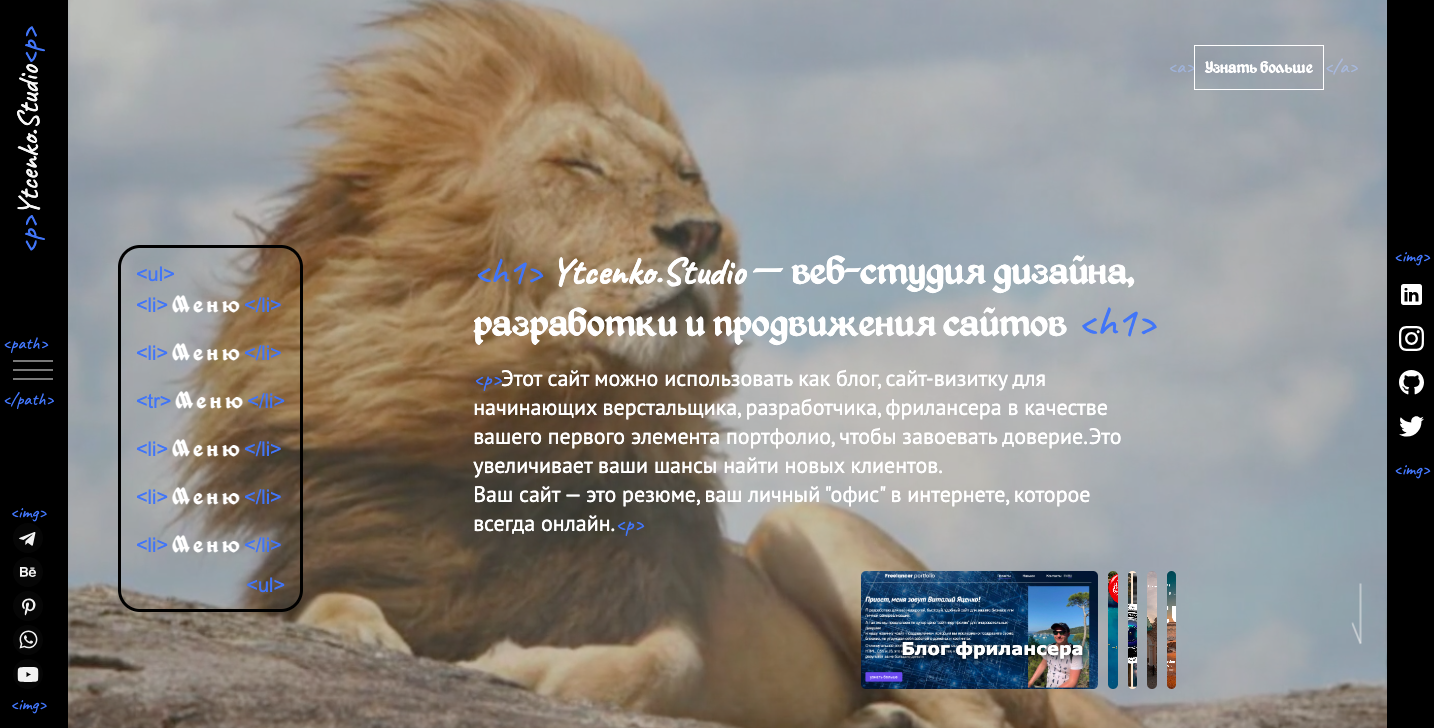 <p>Ytcenko.Studio<p>
<path>
</path>
<img>
Bē
<img>
<ul>
<li> Меню </li>
<li> Меню </li>
<tr> Меню </li>
<li> Меню </li>
<li> Меню </li>
<li> Меню </li>
<ul>
<a> Узнать больше </a>
<h1> Ytcenko.Studio — веб-студия дизайна,
разработки и продвижения сайтов <h1>
<p>Этот сайт можно использовать как блог, сайт-визитку для
начинающих верстальщика, разработчика, фрилансера в качестве
вашего первого элемента портфолио, чтобы завоевать доверие.Это
увеличивает ваши шансы найти новых клиентов.
Ваш сайт — это резюме, ваш личный "офис" в интернете, которое
всегда онлайн.<p>
Freelancer portfolio
Привет, меня зовут Виталий Яценко!
Блог фрилансера
узнать больше
<img>
in
<img>